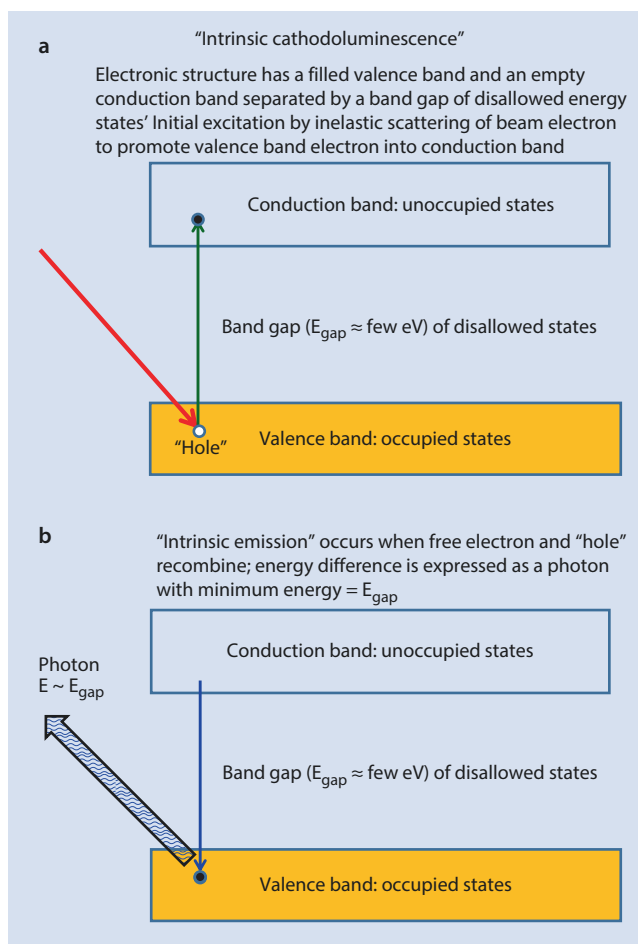 a
“Intrinsic cathodoluminescence”
Electronic structure has a filled valence band and an empty
conduction band separated by a band gap of disallowed energy
states’ Initial excitation by inelastic scattering of beam electron
to promote valence band electron into conduction band
Conduction band: unoccupied states
Band gap (Egap ≈ few eV) of disallowed states
“Hole”
Valence band: occupied states
b
“Intrinsic emission” occurs when free electron and “hole”
recombine; energy difference is expressed as a photon
with minimum energy = Egap
Conduction band: unoccupied states
Photon
E ~ Egap
Band gap (Egap ≈ few eV) of disallowed states
Valence band: occupied states